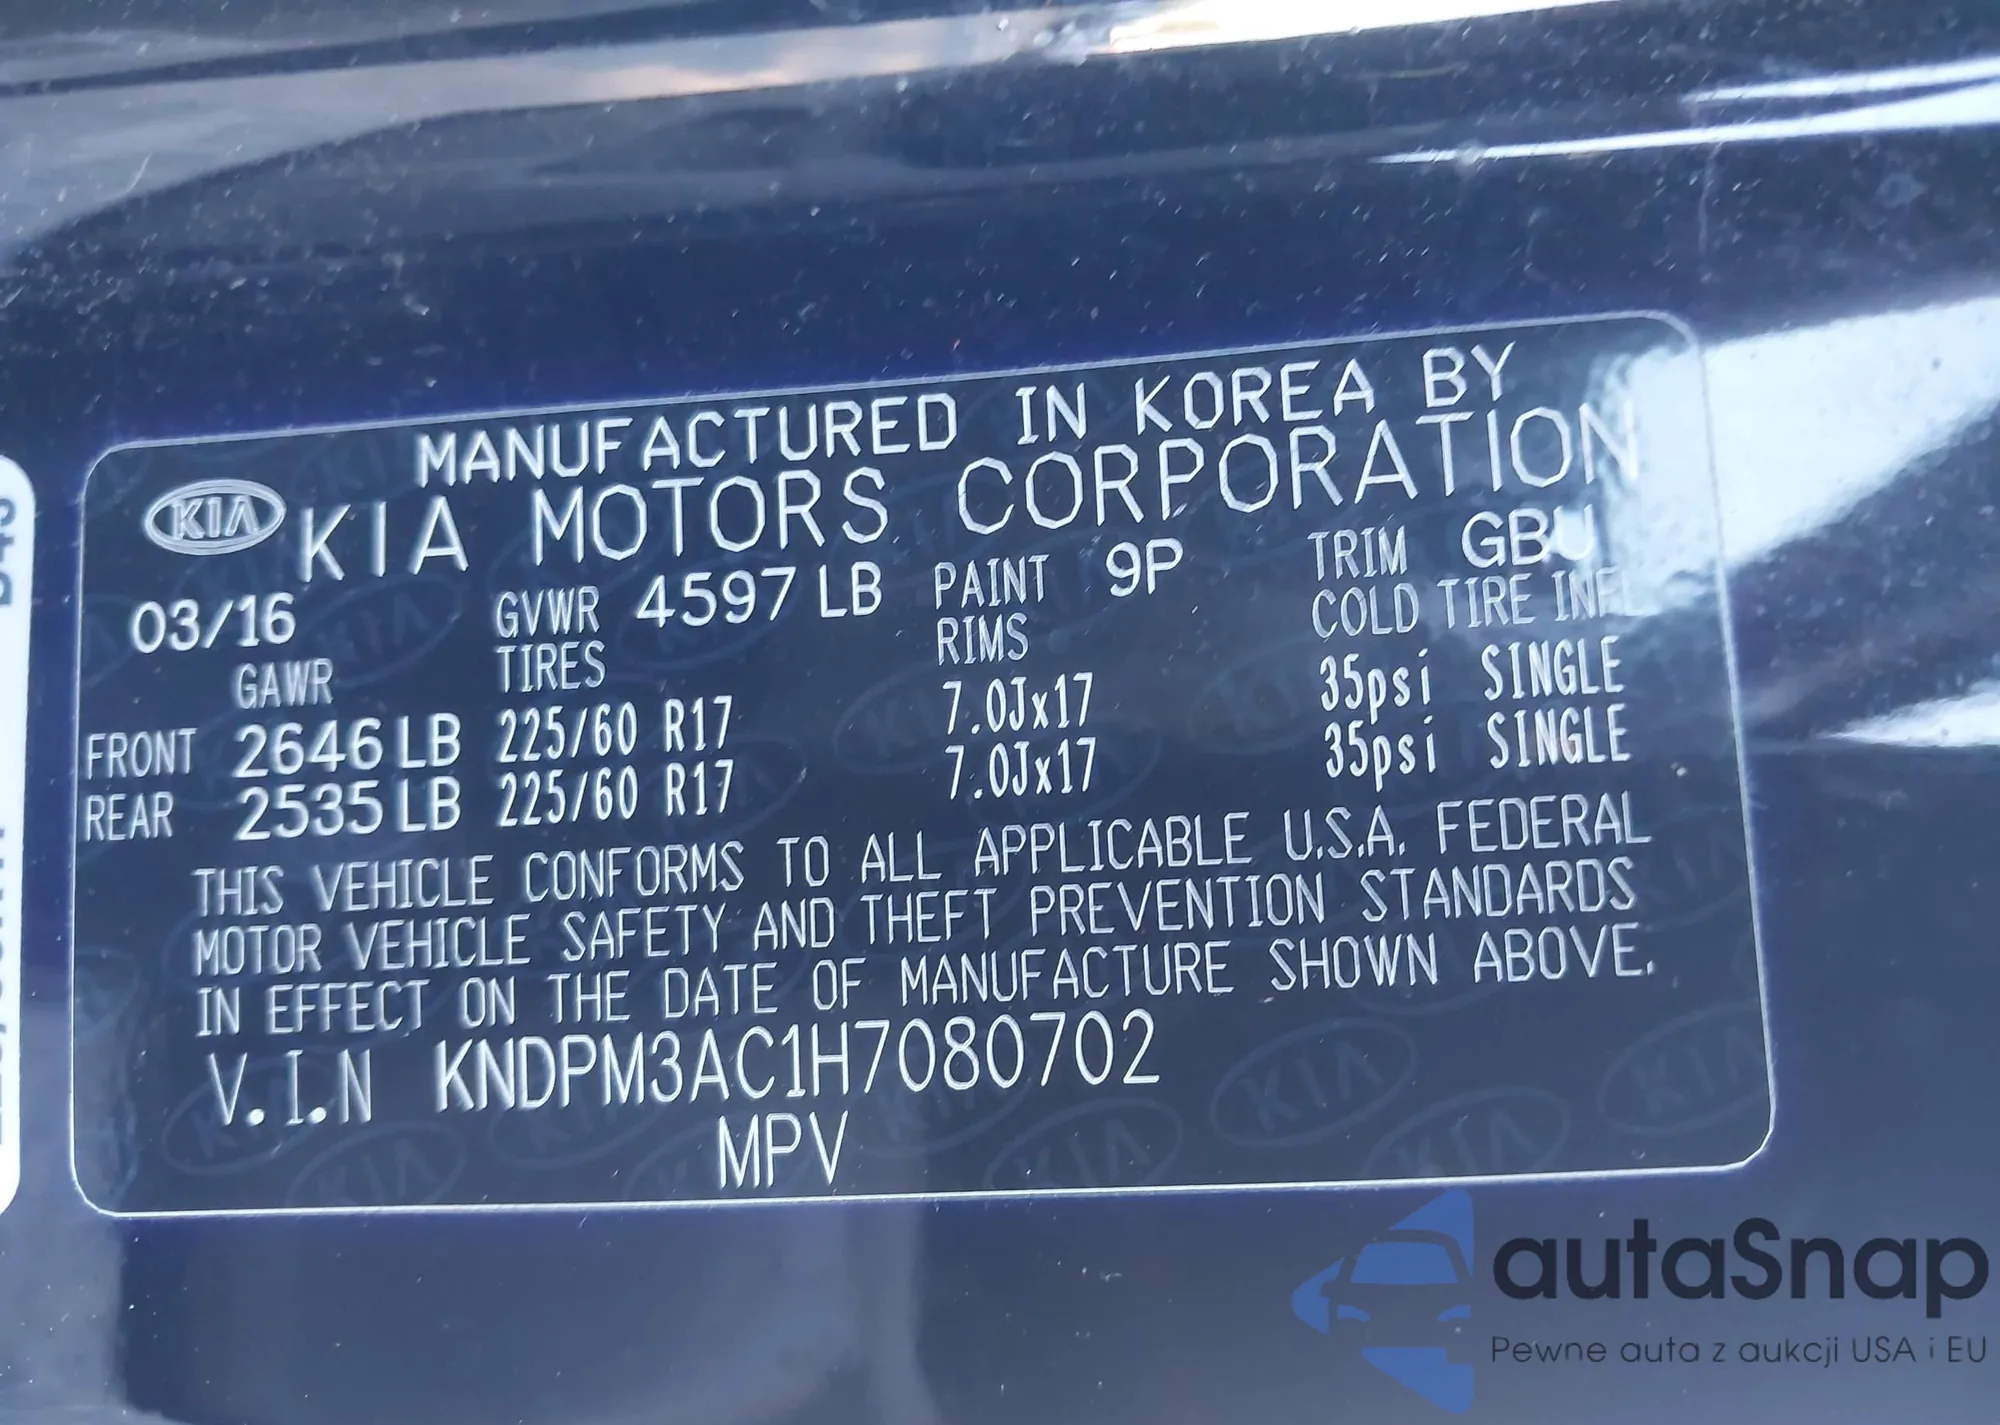 MANUFACTURED IN KOREA BY
KIA KIA MOTORS CORPORATION
03/16 GVWR 4597 LB PAINT 9P TRIM GBU
GAWR TIRES RIMS COLD TIRE INFL
FRONT 2646 LB 225/60 R17 7.0Jx17 35psi SINGLE
REAR 2535 LB 225/60 R17 7.0Jx17 35psi SINGLE
THIS VEHICLE CONFORMS TO ALL APPLICABLE U.S.A. FEDERAL
MOTOR VEHICLE SAFETY AND THEFT PREVENTION STANDARDS
IN EFFECT ON THE DATE OF MANUFACTURE SHOWN ABOVE.
V.I.N KNDPM3AC1H7080702
MPV
autaSnap
Pewne auta z aukcji USA i EU